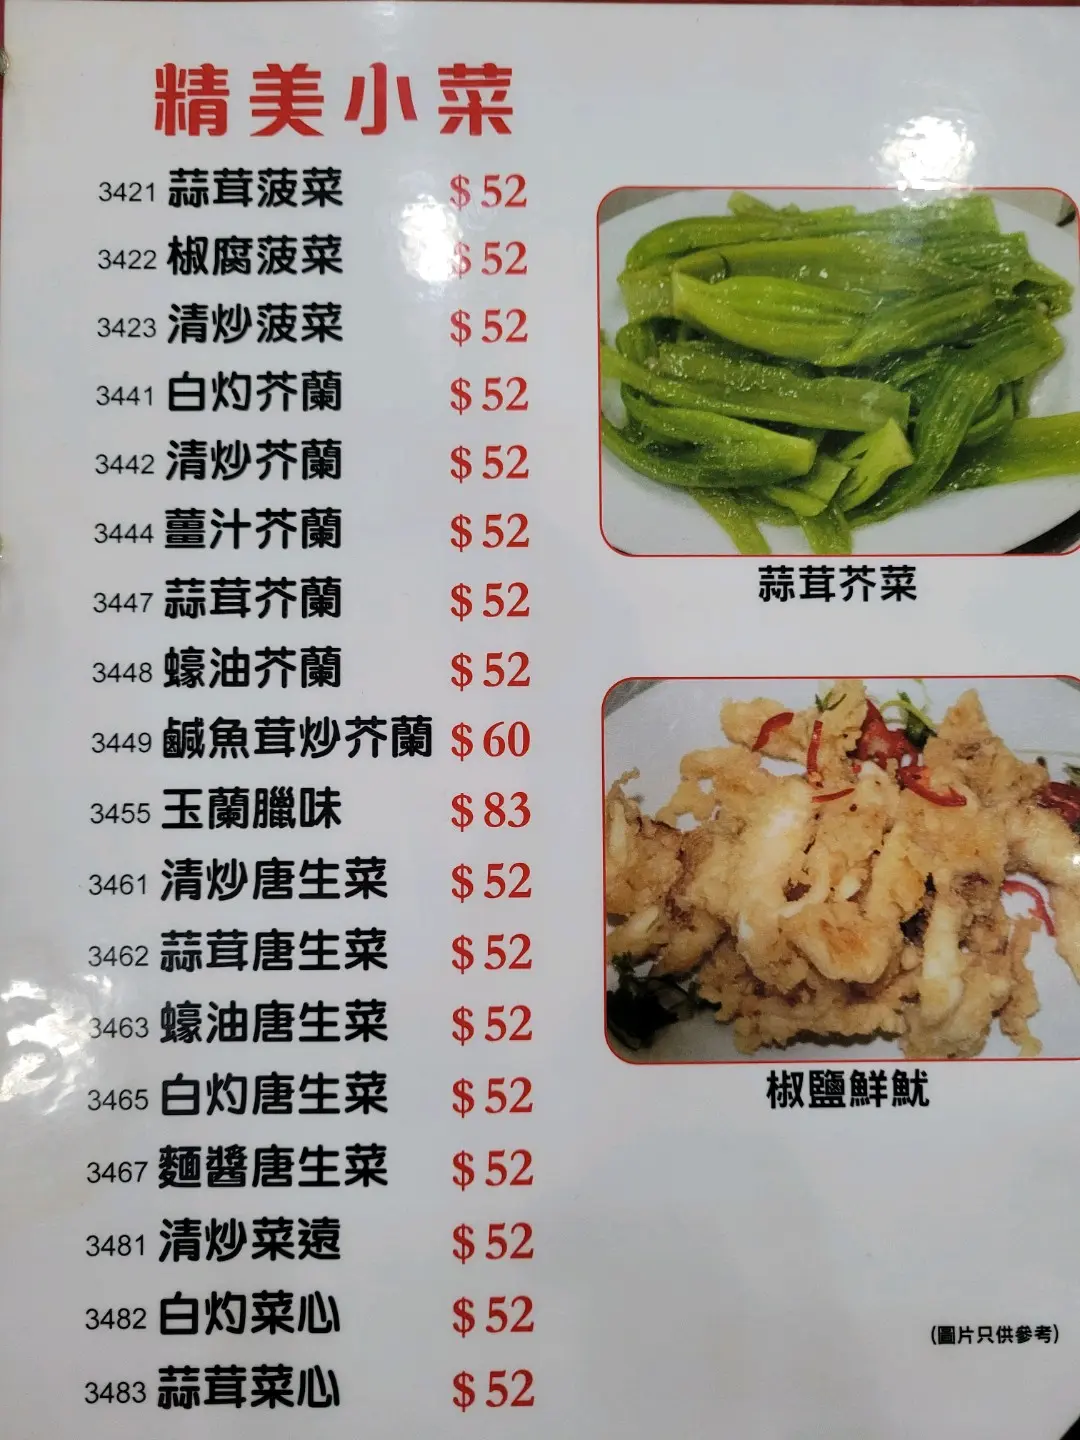 精美小菜
3421 蒜茸菠菜 $52
3422 椒腐菠菜 $52
3423 清炒菠菜 $52
3441 白灼芥蘭 $52
3442 清炒芥蘭 $52
3444 薑汁芥蘭 $52
3447 蒜茸芥蘭 $52
3448 蠔油芥蘭 $52
3449 鹹魚茸炒芥蘭 $60
3455 玉蘭臘味 $83
3461 清炒唐生菜 $52
3462 蒜茸唐生菜 $52
3463 蠔油唐生菜 $52
3465 白灼唐生菜 $52
3467 麵醬唐生菜 $52
3481 清炒菜遠 $52
3482 白灼菜心 $52
3483 蒜茸菜心 $52
蒜茸芥菜
椒鹽鮮魷
(圖片只供參考)